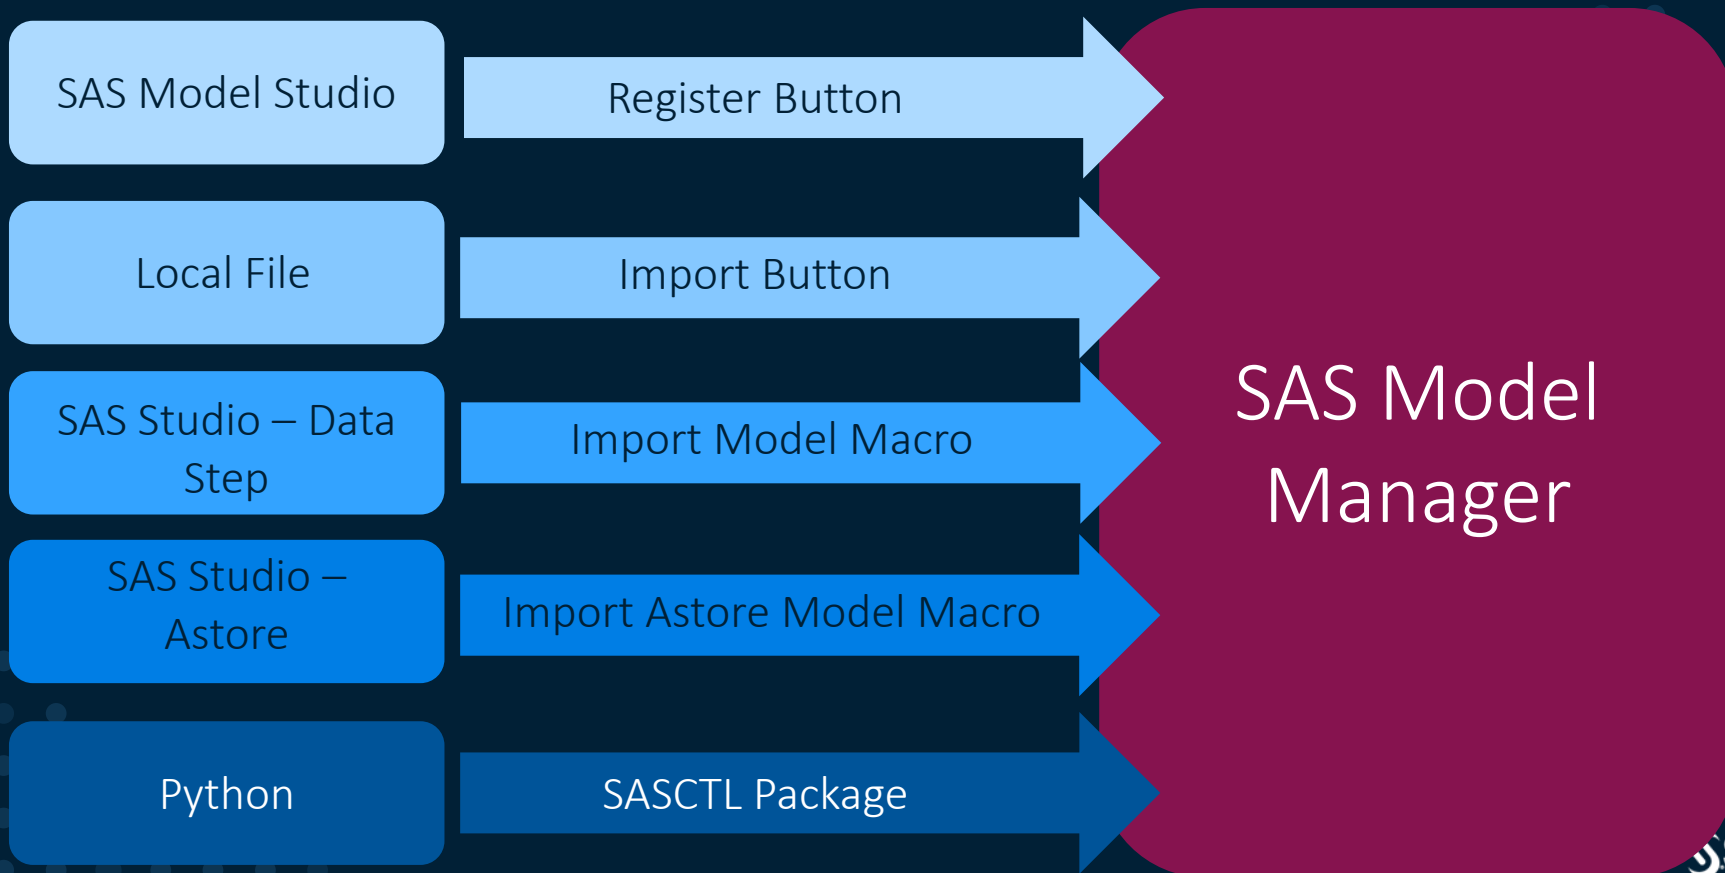 SAS Model Studio
Register Button
Local File
Import Button
SAS Studio – Data
Step
Import Model Macro
SAS Studio –
Astore
Import Astore Model Macro
Python
SASCTL Package
SAS Model
Manager